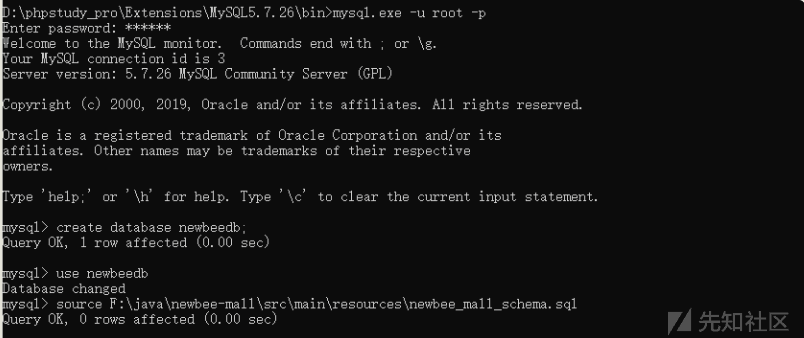 D:\phpstudy_pro\Extensions\MySQL5.7.26\bin>mysql.exe -u root -p
Enter password: ******
Welcome to the MySQL monitor.  Commands end with ; or \g.
Your MySQL connection id is 3
Server version: 5.7.26 MySQL Community Server (GPL)
Copyright (c) 2000, 2019, Oracle and/or its affiliates. All rights reserved.
Oracle is a registered trademark of Oracle Corporation and/or its
affiliates. Other names may be trademarks of their respective
owners.
Type 'help;' or '\h' for help. Type '\c' to clear the current input statement.
mysql> create database newbeedb;
Query OK, 1 row affected (0.00 sec)
mysql> use newbeedb
Database changed
mysql> source F:\java\newbee-mall\src\main\resources\newbee_mall_schema.sql
Query OK, 0 rows affected (0.00 sec)
先知社区